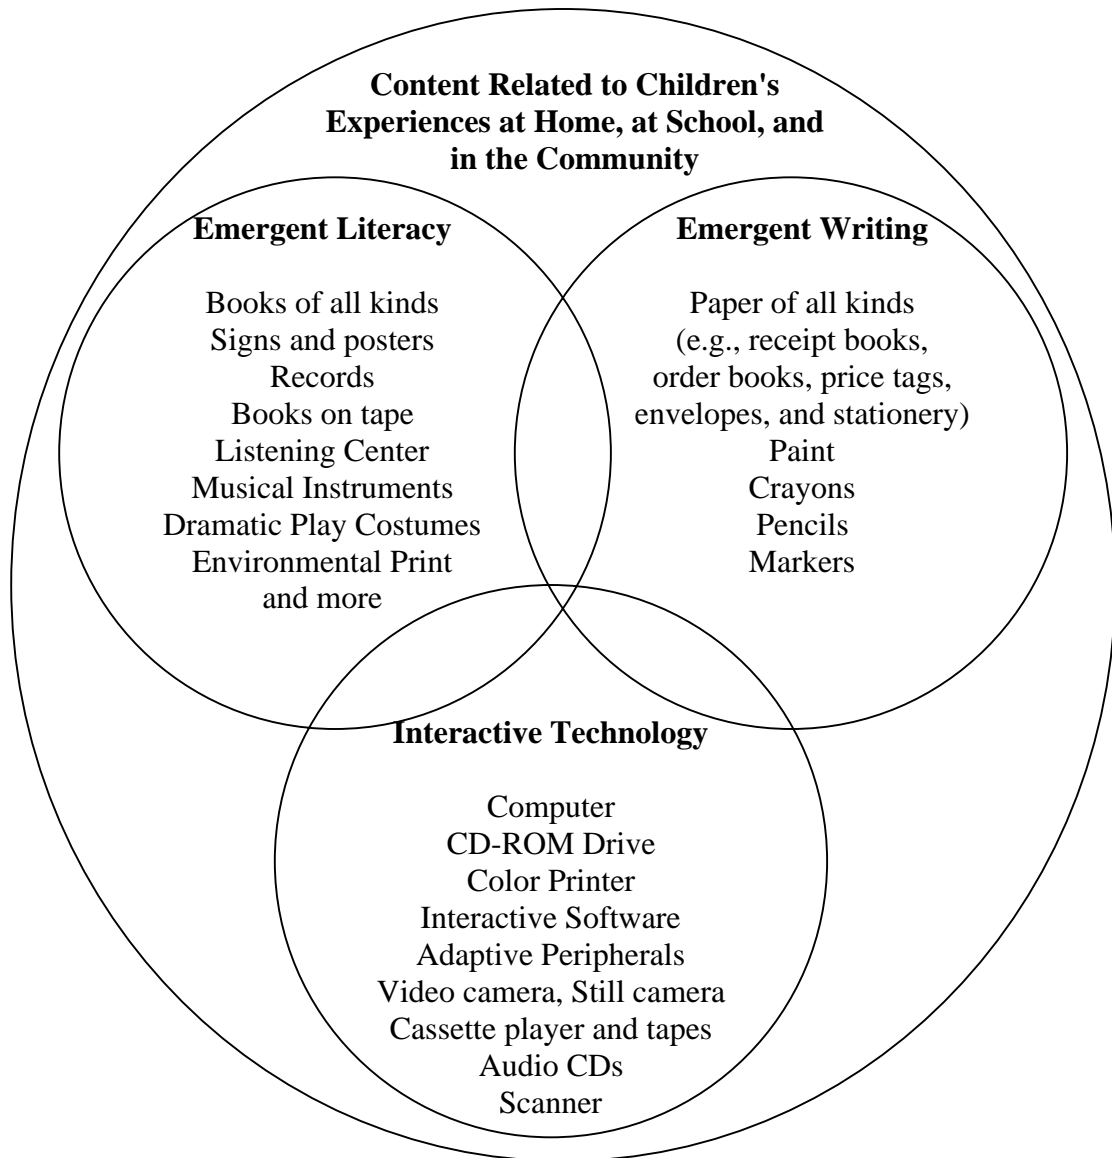 Content Related to Children's
Experiences at Home, at School, and
in the Community
Emergent Literacy
Books of all kinds
Signs and posters
Records
Books on tape
Listening Center
Musical Instruments
Dramatic Play Costumes
Environmental Print
and more
Emergent Writing
Paper of all kinds
(e.g., receipt books,
order books, price tags,
envelopes, and stationery)
Paint
Crayons
Pencils
Markers
Interactive Technology
Computer
CD-ROM Drive
Color Printer
Interactive Software
Adaptive Peripherals
Video camera, Still camera
Cassette player and tapes
Audio CDs
Scanner